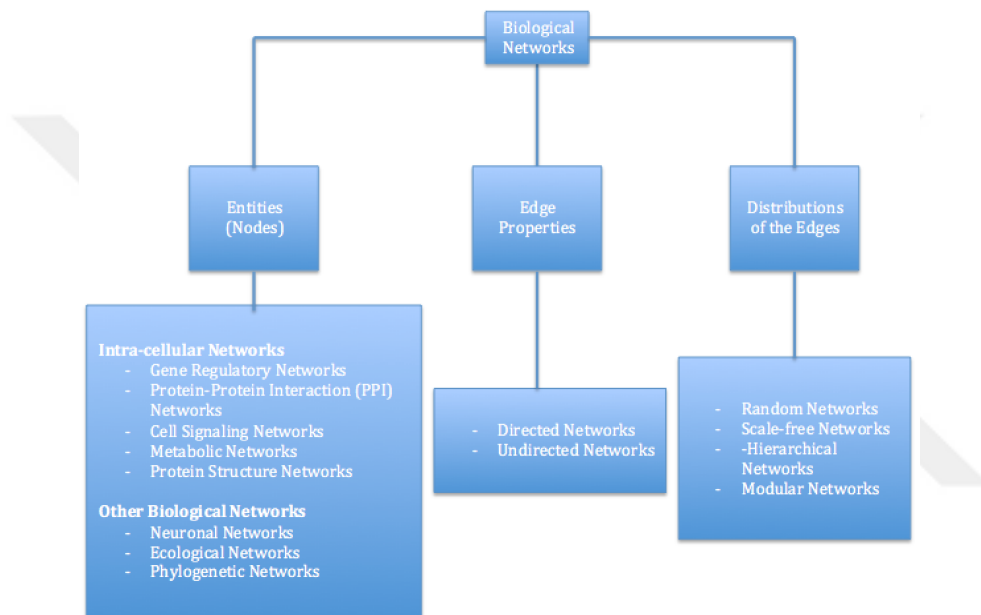 Biological
Networks
Entities
(Nodes)
Edge
Properties
Distributions
of the Edges
Intra-cellular Networks
- Gene Regulatory Networks
- Protein-Protein Interaction (PPI)
Networks
- Cell Signaling Networks
- Metabolic Networks
- Protein Structure Networks
Other Biological Networks
- Neuronal Networks
- Ecological Networks
- Phylogenetic Networks
- Directed Networks
- Undirected Networks
- Random Networks
- Scale-free Networks
- -Hierarchical
Networks
- Modular Networks